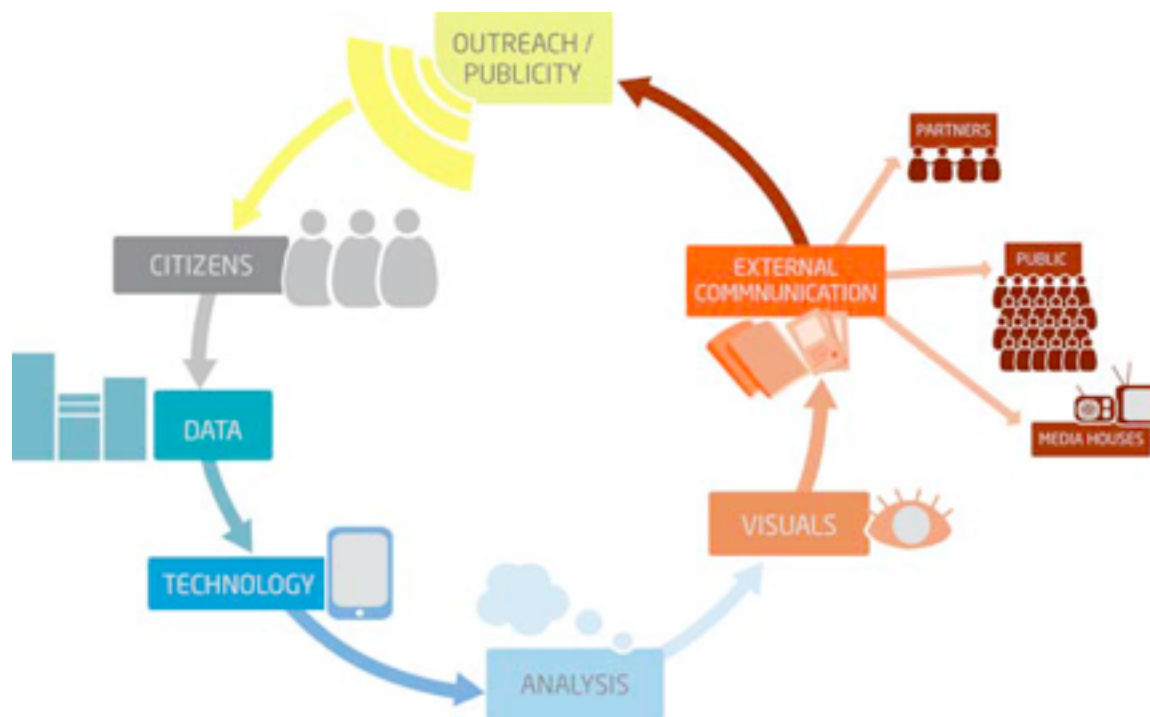 OUTREACH /
PUBLICITY
PARTNERS
CITIZENS
EXTERNAL
COMMNUNICATION
PUBLIC
DATA
MEDIA HOUSES
VISUALS
TECHNOLOGY
ANALYSIS